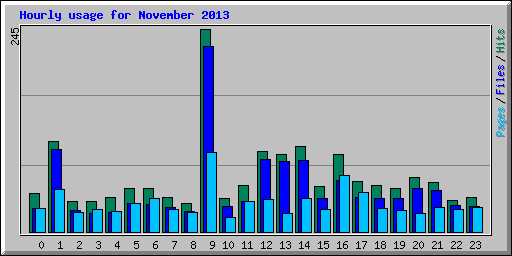 Hourly usage for November 2013
245
Pages/Files/Hits
0 1 2 3 4 5 6 7 8 9 10 11 12 13 14 15 16 17 18 19 20 21 22 23